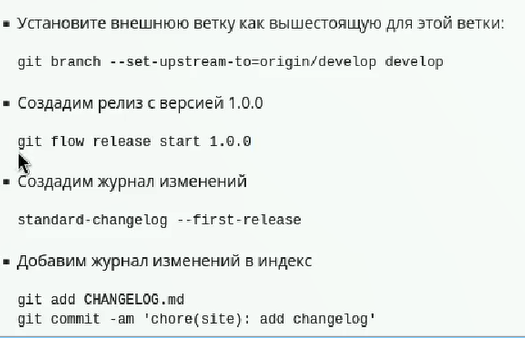 Установите внешнюю ветку как вышестоящую для этой ветки:
git branch --set-upstream-to=origin/develop develop
Создадим релиз с версией 1.0.0
git flow release start 1.0.0
Создадим журнал изменений
standard-changelog --first-release
Добавим журнал изменений в индекс
git add CHANGELOG.md
git commit -am 'chore(site): add changelog'